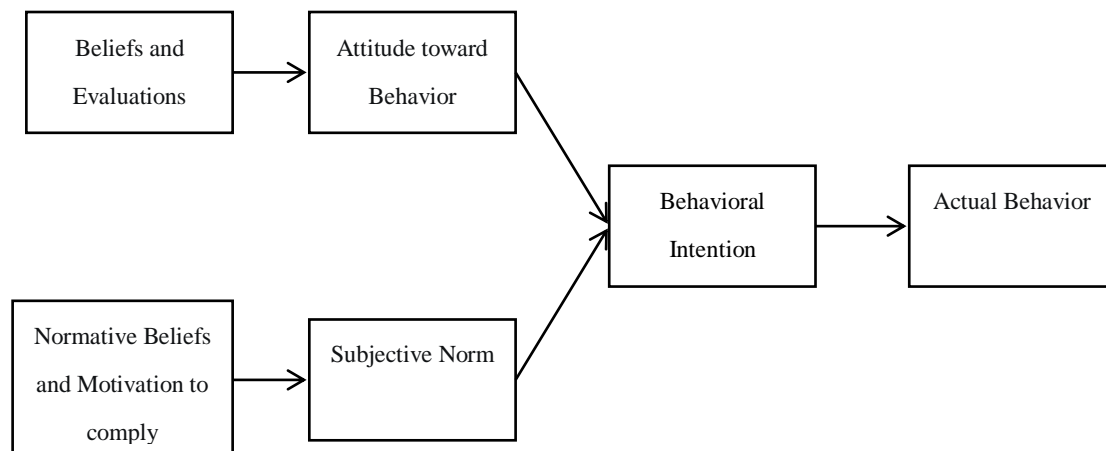 Beliefs and
Evaluations
Attitude toward
Behavior
Behavioral
Intention
Actual Behavior
Normative Beliefs
and Motivation to
comply
Subjective Norm